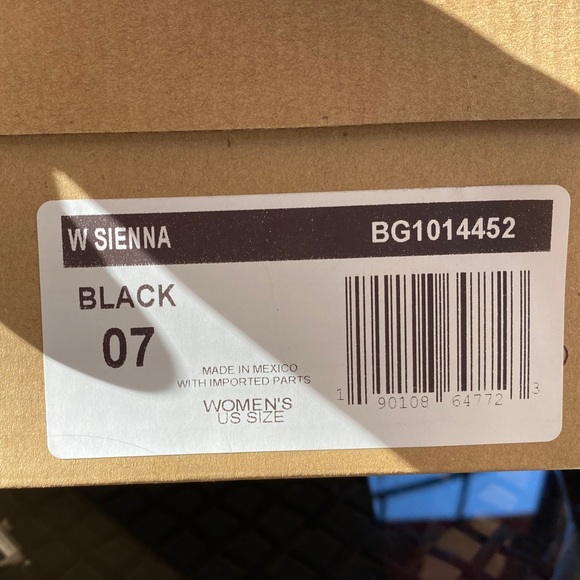 W SIENNA BG1014452
BLACK
07
MADE IN MEXICO
WITH IMPORTED PARTS
WOMEN'S
US SIZE
1 90108 64772 3